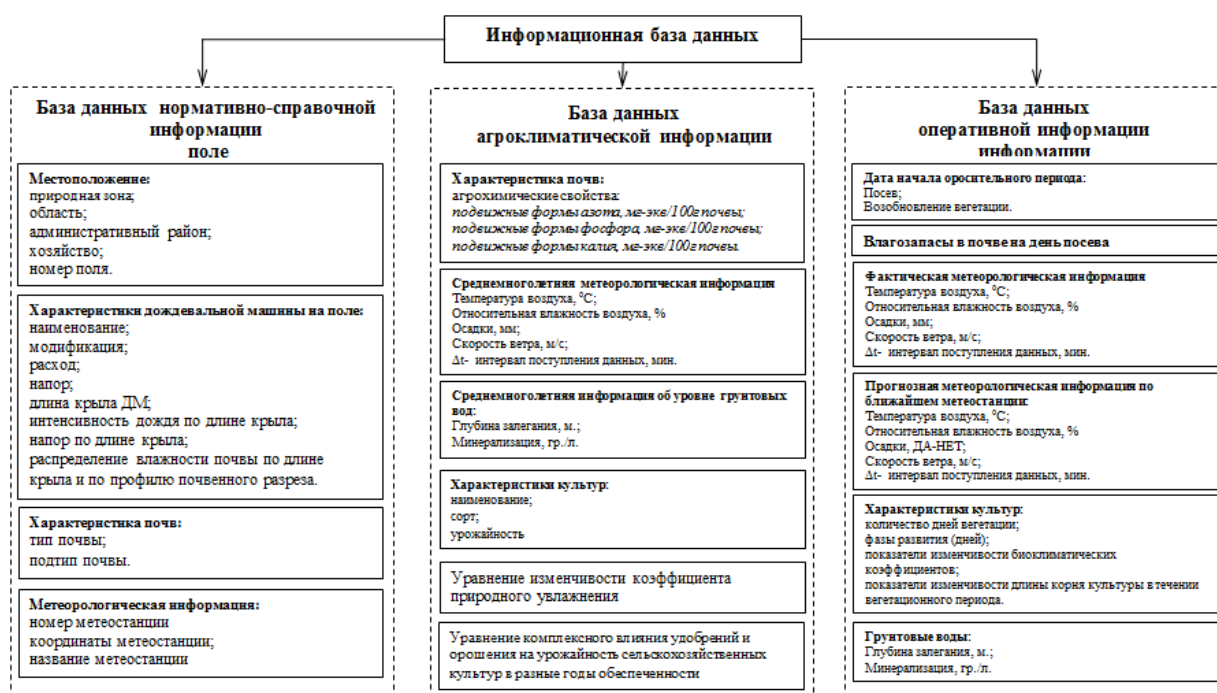 Информационная база данных
База данных нормативно-справочной
информации
поле
Местоположение:
природная зона;
область;
административный район;
хозяйство;
номер поля.
Характеристики дождевальной машины на поле:
наименование;
модификация;
расход;
напор;
длина крыла ДМ;
интенсивность дождя по длине крыла;
напор по длине крыла;
распределение влажности почвы по длине
крыла и по профилю почвенного разреза.
Характеристика почв:
тип почвы;
подтип почвы.
Метеорологическая информация:
номер метеостанции
координаты метеостанции;
название метеостанции
База данных
агроклиматической информации
Характеристика почв:
агрохимические свойства:
подвижные формы азота, мг-экв/100г почвы;
подвижные формы фосфора, мг-экв/100г почвы;
подвижные формы калия, мг-экв/100г почвы.
Среднемноголетняя метеорологическая информация
Температура воздуха, ⁰С;
Относительная влажность воздуха, %
Осадки, мм;
Скорость ветра, м/с;
Δt- интервал поступления данных, мин.
Среднемноголетняя информация об уровне грунтовых
вод:
Глубина залегания, м.;
Минерализация, гр./л.
Характеристики культур:
наименование;
сорт;
урожайность
Уравнение изменчивости коэффициента
природного увлажнения
Уравнение комплексного влияния удобрений и
орошения на урожайность сельскохозяйственных
культур в разные годы обеспеченности
База данных
оперативной информации
информации
Дата начала оросительного периода:
Посев;
Возобновление вегетации.
Влагозапасы в почве на день посева
Фактическая метеорологическая информация
Температура воздуха, ⁰С;
Относительная влажность воздуха, %
Осадки, мм;
Скорость ветра, м/с;
Δt- интервал поступления данных, мин.
Прогнозная метеорологическая информация по
ближайшем метеостанции:
Температура воздуха, ⁰С;
Относительная влажность воздуха, %
Осадки, ДА-НЕТ;
Скорость ветра, м/с;
Δt- интервал поступления данных, мин.
Характеристики культур:
количество дней вегетации;
фазы развития (дней);
показатели изменчивости биоклиматических
коэффициентов;
показатели изменчивости длины корня культуры в течении
вегетационного периода.
Грунтовые воды:
Глубина залегания, м.;
Минерализация, гр./л.